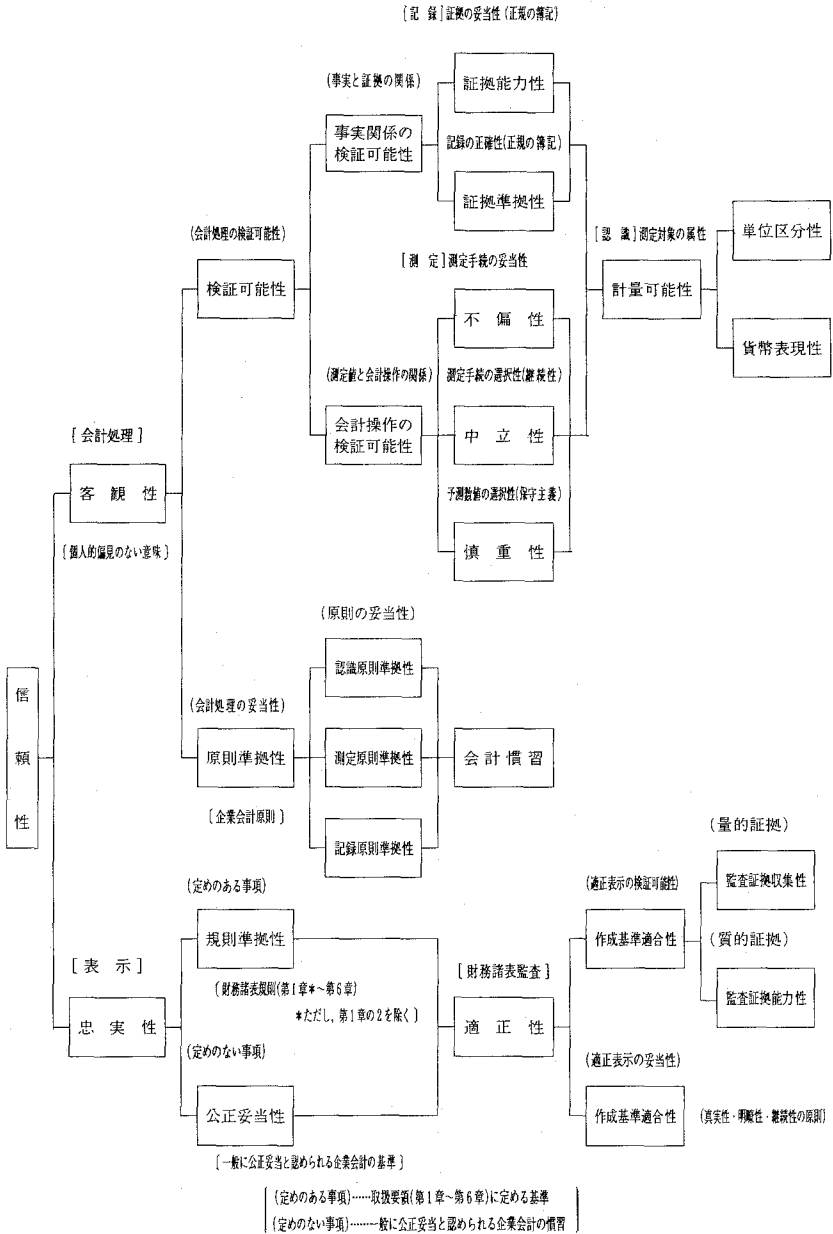 [記 録]証拠の妥当性(正規の簿記)
(事実と証拠の関係)
証拠能力性
事実関係の
検証可能性
記録の正確性(正規の簿記)
証拠準拠性
(会計処理の検証可能性)
検証可能性
[認 識]測定対象の属性
単位区分性
計量可能性
貨幣表現性
[測 定]測定手続の妥当性
不偏性
(測定値と会計操作の関係)
測定手続の選択性(継続性)
会計操作の
検証可能性
中立性
予測数値の選択性(保守主義)
慎重性
[会計処理]
客観性
[個人的偏見のない意味]
(原則の妥当性)
認識原則準拠性
(会計処理の妥当性)
原則準拠性
測定原則準拠性
会計慣習
[企業会計原則]
記録原則準拠性
信頼性
(定めのある事項)
規則準拠性
[表 示]
[財務諸表規則(第1章*~第6章)
*ただし,第1章の2を除く]
忠実性
(定めのない事項)
公正妥当性
[一般に公正妥当と認められる企業会計の基準]
[財務諸表監査]
適正性
(適正表示の検証可能性)
作成基準適合性
(量的証拠)
監査証拠収集性
(質的証拠)
監査証拠能力性
(適正表示の妥当性)
作成基準適合性
(真実性・明瞭性・継続性の原則)
(定めのある事項)……取扱要領(第1章~第6章)に定める基準
(定めのない事項)………一般に公正妥当と認められる企業会計の慣習